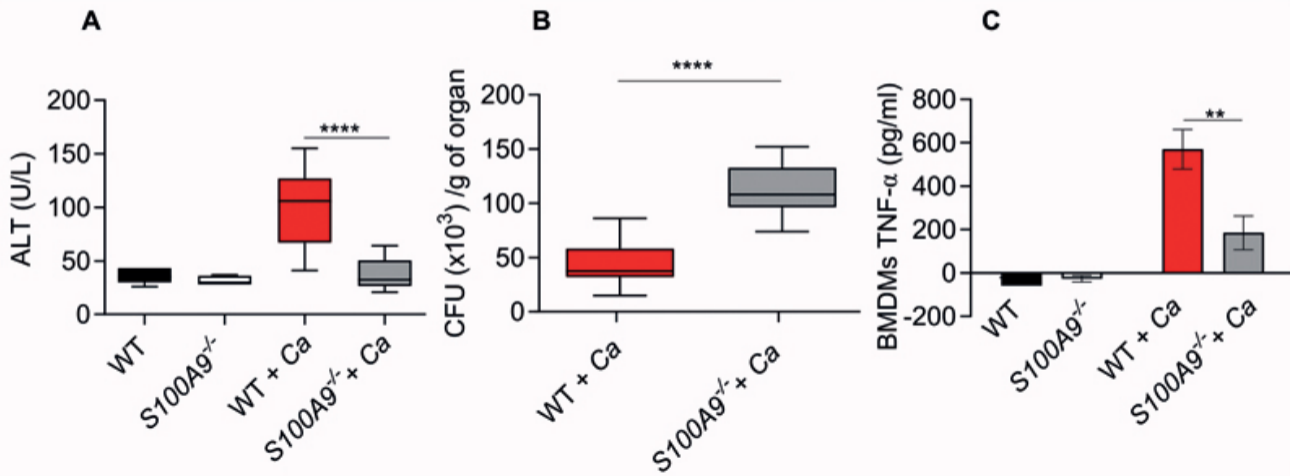 A
ALT (U/L)
200
150
100
50
0
****
WT
S100A9-/-
WT + Ca
S100A9-/-+ Ca
B
CFU (x10³) /g of organ
200
150
100
50
0
****
WT + Ca
S100A9-/-+ Ca
C
BMDMs TNF-α (pg/ml)
800
600
400
200
0
-200
**
WT
S100A9-/-
WT + Ca
S100A9-/-+ Ca